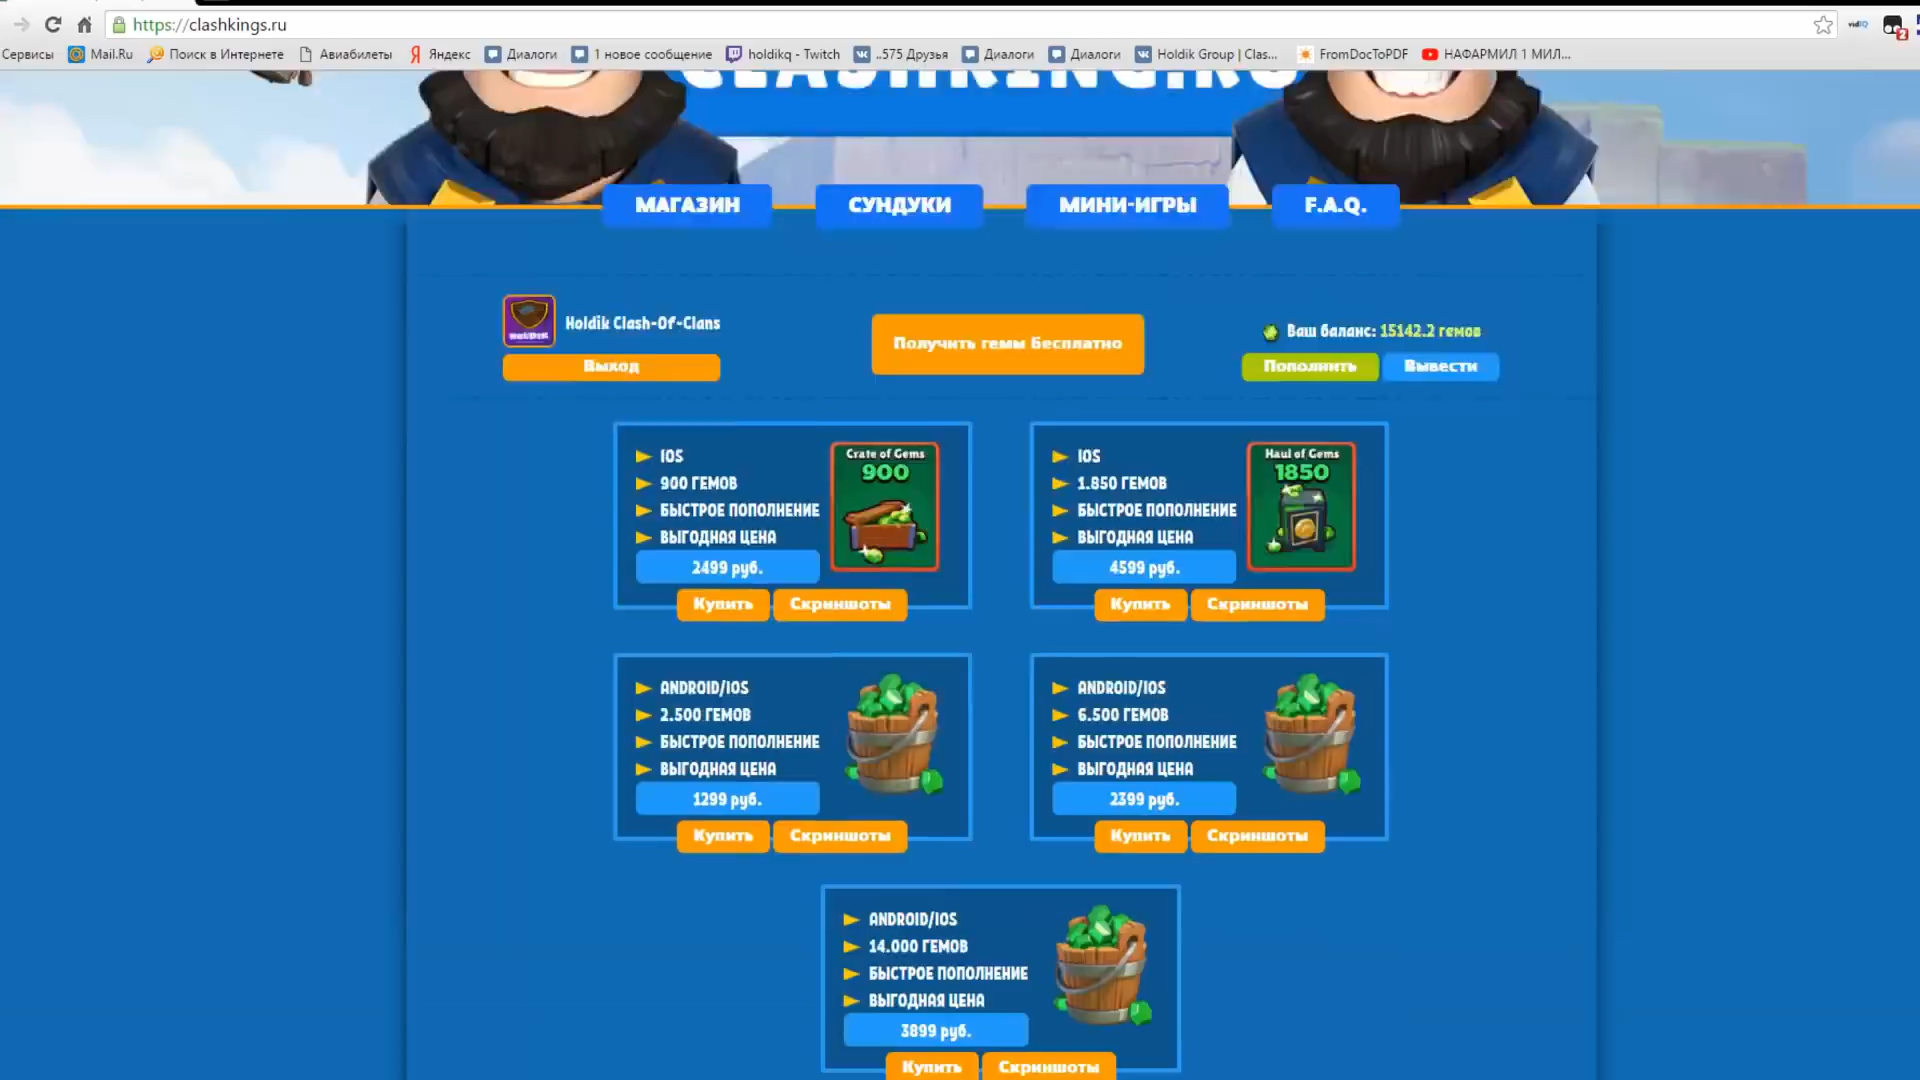 https://clashkings.ru
Сервисы Mail.Ru Поиск в Интернете Авиабилеты Яндекс Диалоги 1 новое сообщение holdikq - Twitch ..575 Друзья Диалоги Диалоги Holdik Group | Clas... FromDocToPDF НАФАРМИЛ 1 МИЛ...
CLASHKING.RU
МАГАЗИН СУНДУКИ МИНИ-ИГРЫ F.A.Q.
Holdik Clash-Of-Clans
Выход
Получить гемы Бесплатно
Ваш баланс: 15142.2 гемов
Пополнить Вывести
IOS
900 ГЕМОВ
БЫСТРОЕ ПОПОЛНЕНИЕ
ВЫГОДНАЯ ЦЕНА
2499 руб.
Crate of Gems
900
Купить Скриншоты
IOS
1.850 ГЕМОВ
БЫСТРОЕ ПОПОЛНЕНИЕ
ВЫГОДНАЯ ЦЕНА
4599 руб.
Haul of Gems
1850
Купить Скриншоты
ANDROID/IOS
2.500 ГЕМОВ
БЫСТРОЕ ПОПОЛНЕНИЕ
ВЫГОДНАЯ ЦЕНА
1299 руб.
Купить Скриншоты
ANDROID/IOS
6.500 ГЕМОВ
БЫСТРОЕ ПОПОЛНЕНИЕ
ВЫГОДНАЯ ЦЕНА
2399 руб.
Купить Скриншоты
ANDROID/IOS
14.000 ГЕМОВ
БЫСТРОЕ ПОПОЛНЕНИЕ
ВЫГОДНАЯ ЦЕНА
3899 руб.
Купить Скриншоты